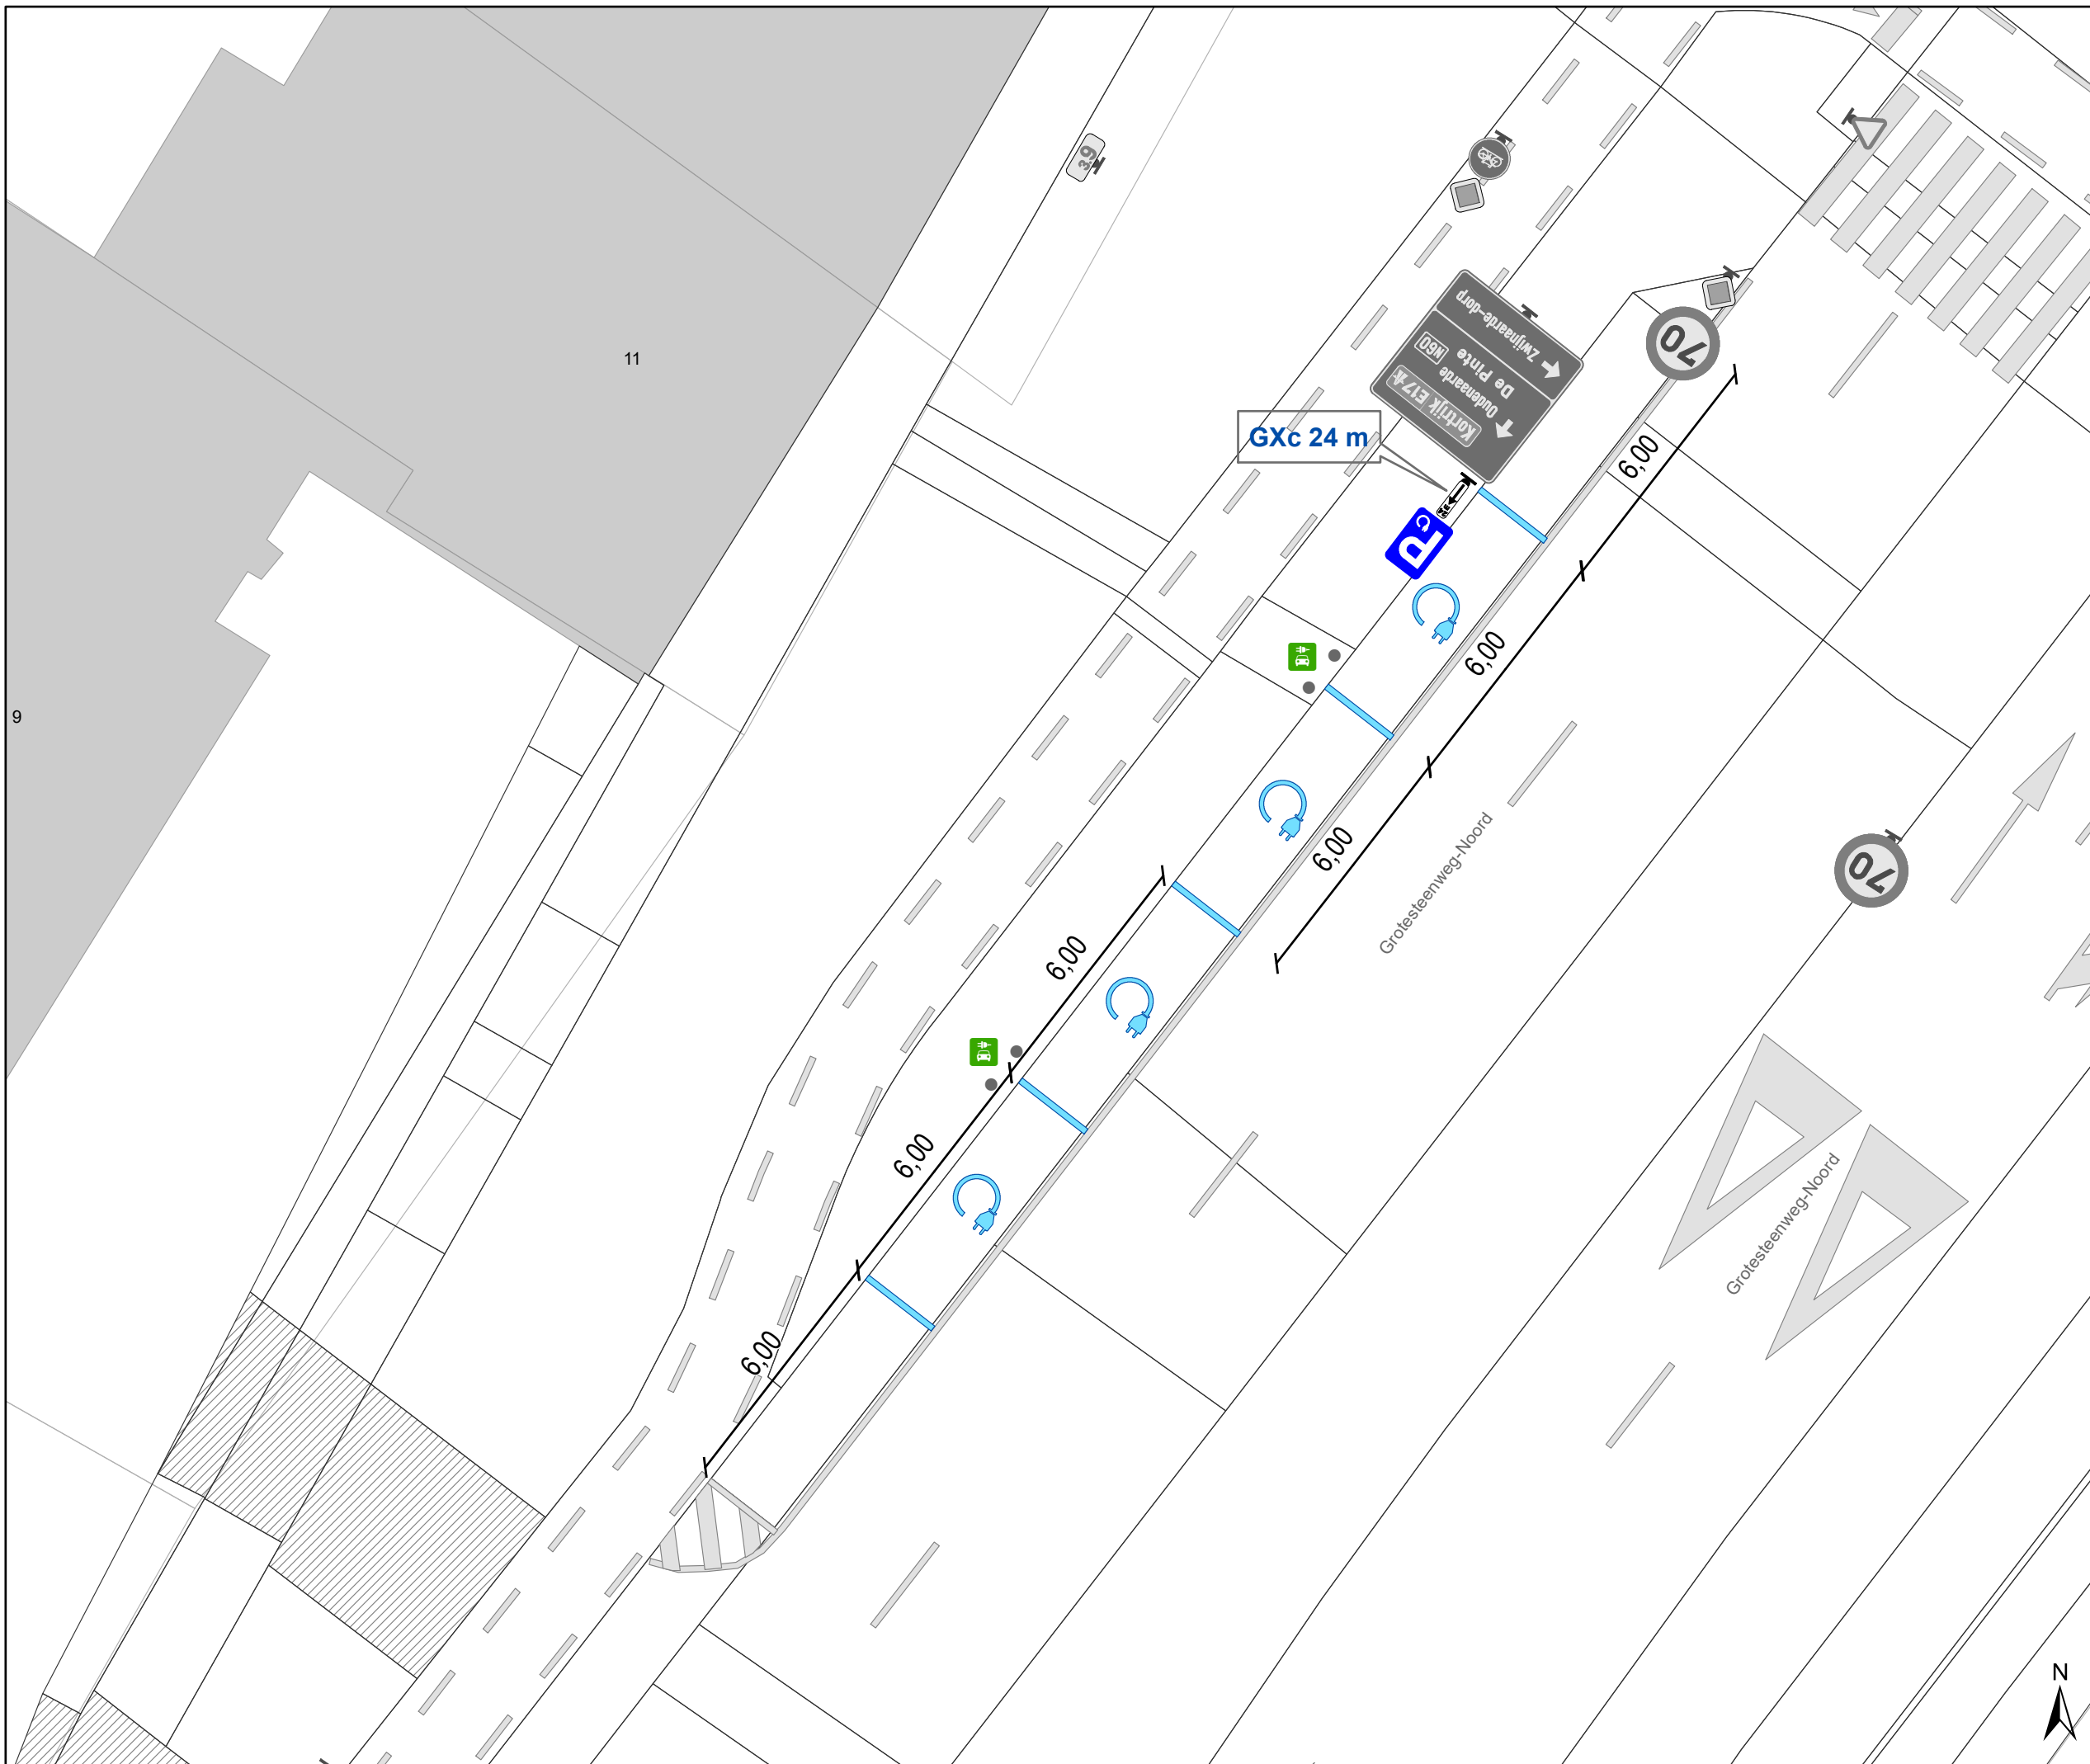 3.9
11
Zwijnaarde-dorp
N60
De Pinte
Oudenaarde
Kortrijk E17
70
GXc 24 m
P
6,00
6,00
6,00
9
70
Grotesteenweg-Noord
6,00
6,00
6,00
Grotesteenweg-Noord
N